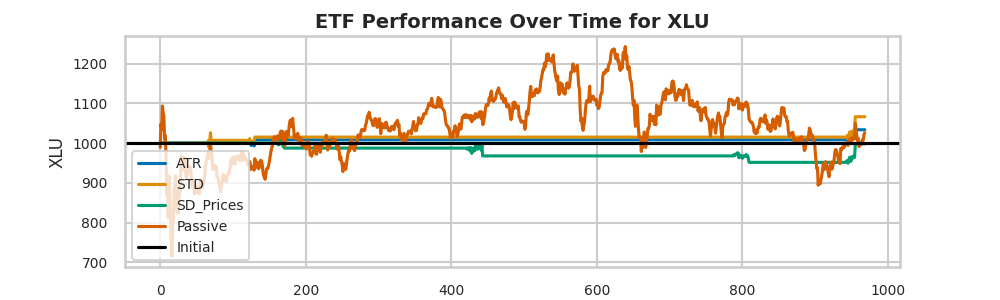 ETF Performance Over Time for XLU
XLU
1200
1100
1000
900
800
700
ATR
STD
SD_Prices
Passive
Initial
0
200
400
600
800
1000